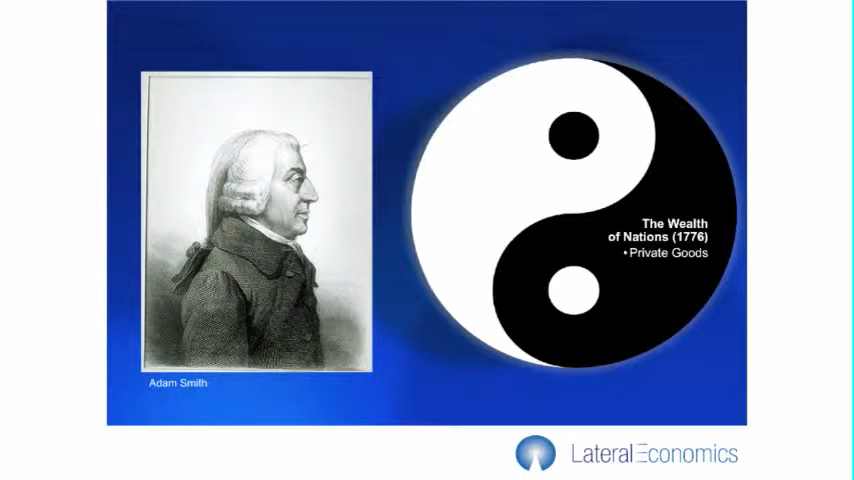 The Wealth
of Nations (1776)
• Private Goods
Adam Smith
LateralEconomics